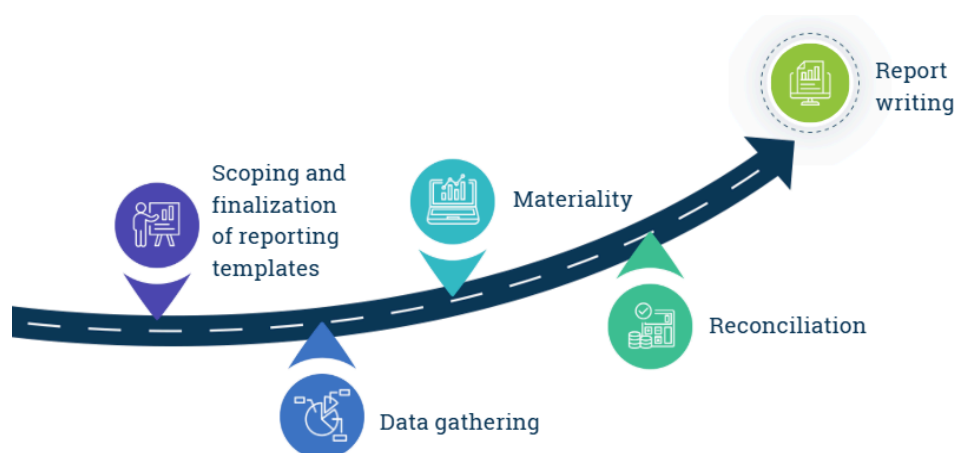 Scoping and
finalization
of reporting
templates
Data gathering
Materiality
Reconciliation
Report
writing